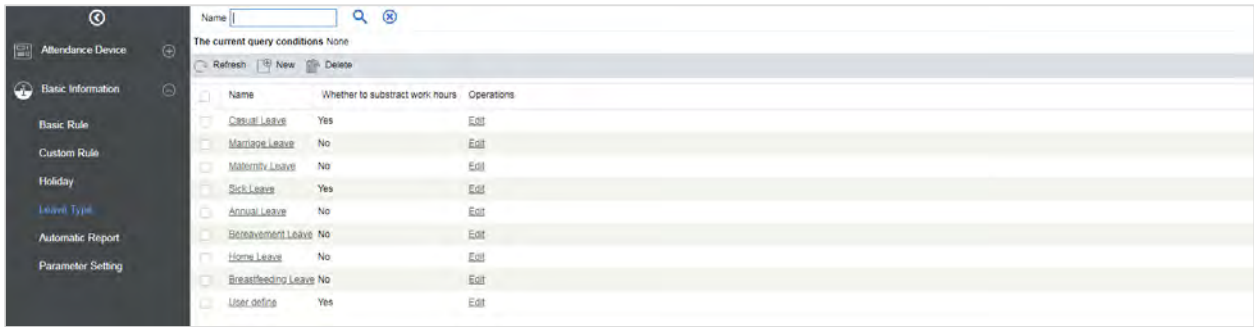 Name
The current query conditions None
Attendance Device
Refresh New Delete
Basic Information
Name Whether to substract work hours Operations
Casual Leave Yes Edit
Basic Rule
Marriage Leave No Edit
Custom Rule
Maternity Leave No Edit
Holiday
Sick Leave Yes Edit
Leave Type
Annual Leave No Edit
Automatic Report
Bereavement Leave No Edit
Home Leave No Edit
Parameter Setting
Breastfeeding Leave No Edit
User define Yes Edit